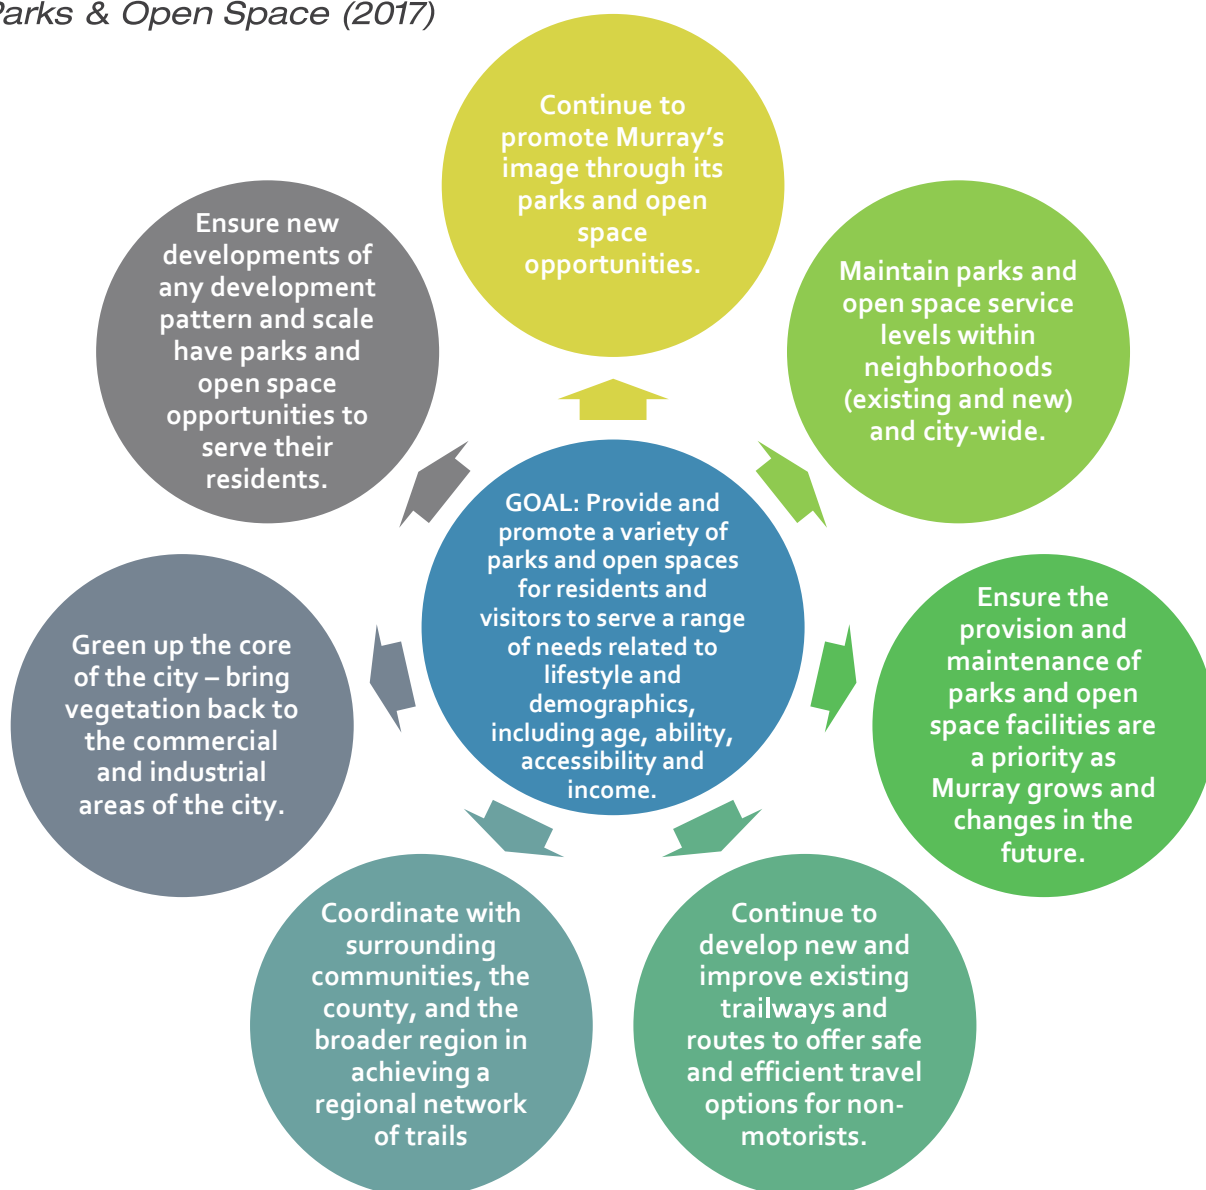 Parks & Open Space (2017)
Continue to
promote Murray’s
image through its
parks and open
space
opportunities.
Maintain parks and
open space service
levels within
neighborhoods
(existing and new)
and city-wide.
Ensure the
provision and
maintenance of
parks and open
space facilities are
a priority as
Murray grows and
changes in the
future.
Continue to
develop new and
improve existing
trailways and
routes to offer safe
and efficient travel
options for non-
motorists.
Coordinate with
surrounding
communities, the
county, and the
broader region in
achieving a
regional network
of trails
Green up the core
of the city – bring
vegetation back to
the commercial
and industrial
areas of the city.
Ensure new
developments of
any development
pattern and scale
have parks and
open space
opportunities to
serve their
residents.
GOAL: Provide and
promote a variety of
parks and open spaces
for residents and
visitors to serve a range
of needs related to
lifestyle and
demographics,
including age, ability,
accessibility and
income.